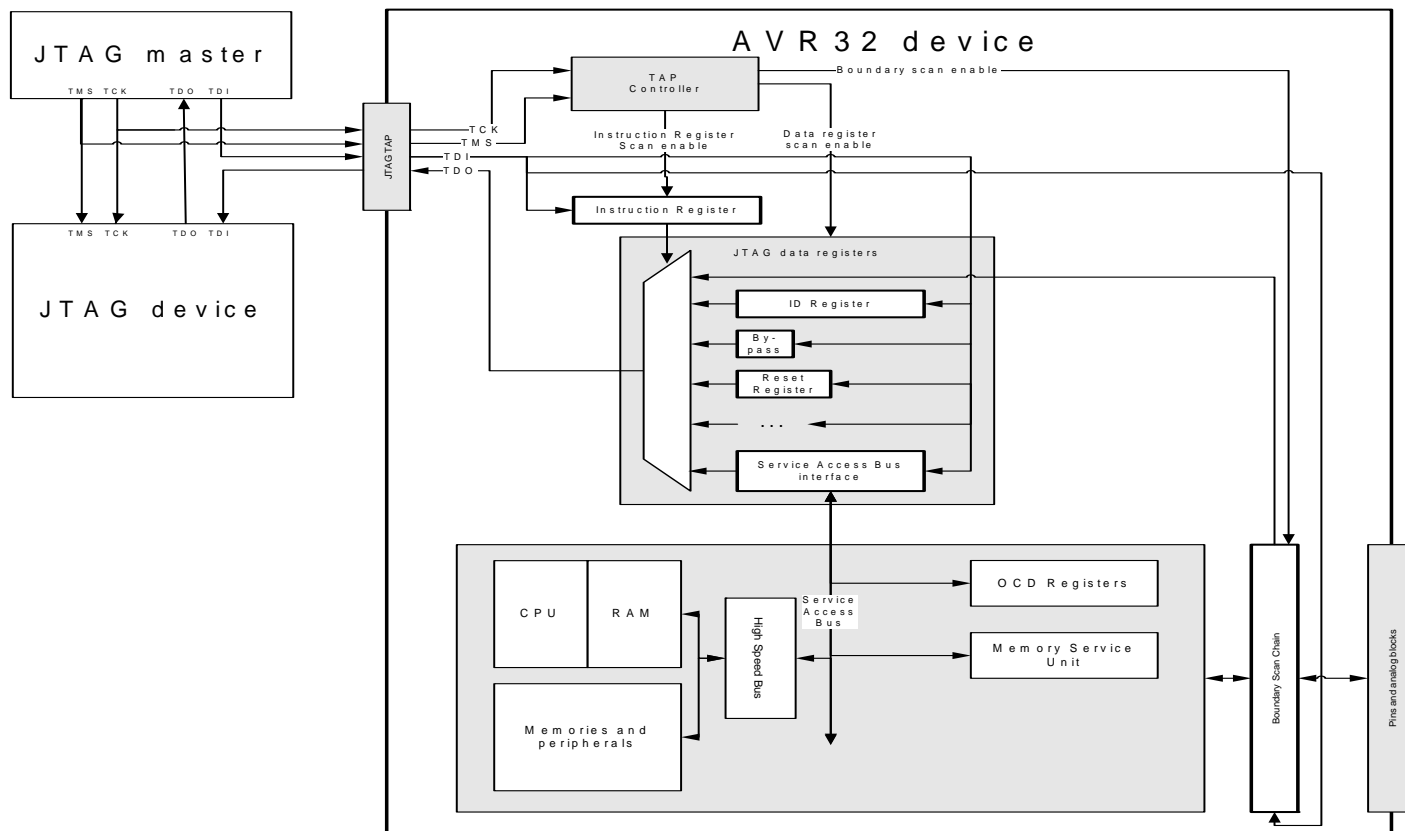 AVR32 device
JTAG master
TMS TCK TDO TDI
TAP
Controller
Boundary scan enable
JTAG TAP
TCK
TMS
TDI
TDO
Instruction Register
Scan enable
Data register
scan enable
Instruction Register
TMS TCK TDO TDI
JTAG device
JTAG data registers
ID Register
By-
pass
Reset
Register
...
Service Access Bus
interface
CPU
RAM
Memories and
peripherals
High Speed Bus
Service
Access
Bus
OCD Registers
Memory Service
Unit
Boundary Scan Chain
Pins and analog blocks